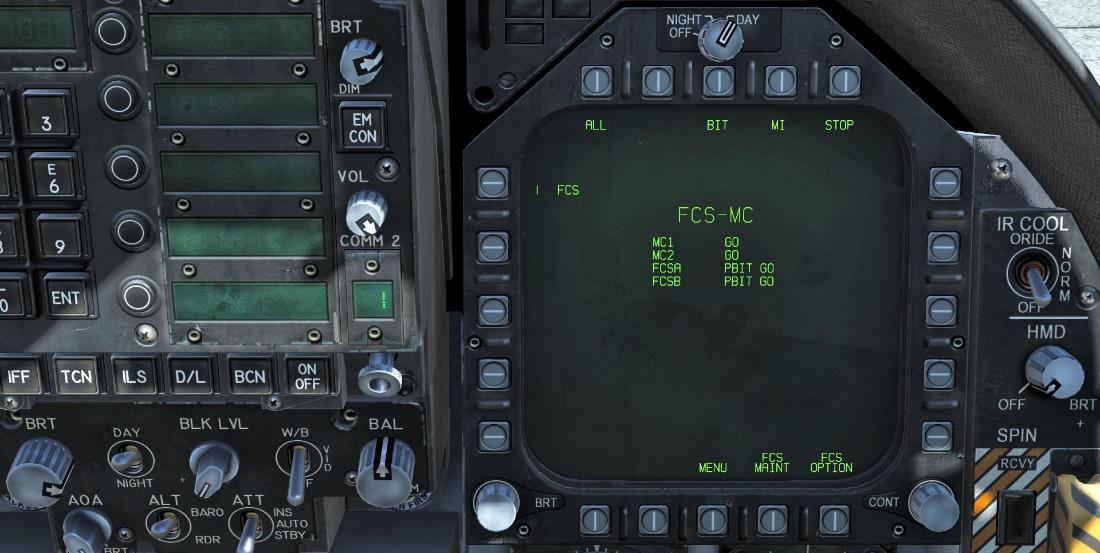 BRT
DIM
EM
CON
VOL
COMM 2
3
E
6
9
ENT
IFF
TCN
ILS
D/L
BCN
ON
OFF
BRT
DAY
NIGHT
BLK LVL
W/B
V
I
D
BAL
AOA
BRT
ALT
BARO
RDR
ATT
INS
AUTO
STBY
NIGHT
DAY
OFF
ALL BIT MI STOP
FCS
FCS-MC
MC1 GO
MC2 GO
FCSA PBIT GO
FCSB PBIT GO
MENU
FCS
MAINT
FCS
OPTION
BRT
CONT
IR COOL
ORIDE
NORM
OFF
HMD
OFF
BRT
SPIN
RCVY